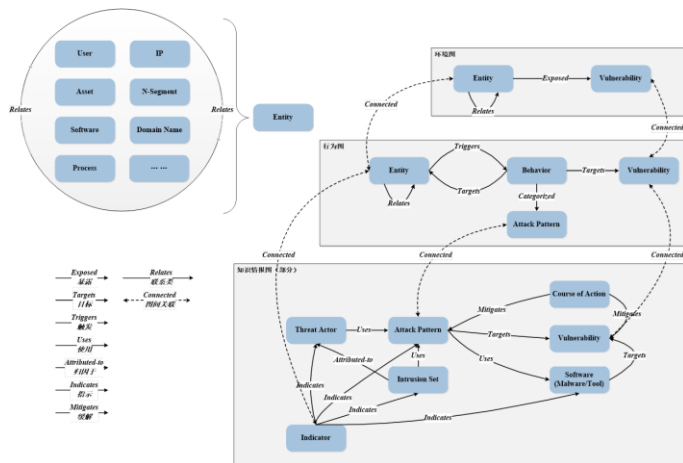 User
IP
Asset
N-Segment
Software
Domain Name
Process
... ...
Relates
Relates
Entity
环境图
Entity
Exposed
Vulnerability
Relates
Connected
Connected
行为图
Entity
Triggers
Targets
Behavior
Targets
Vulnerability
Relates
Categorized
Attack Pattern
Connected
Connected
Connected
知识情报图（部分）
Threat Actor
Uses
Attack Pattern
Mitigates
Course of Action
Mitigates
Targets
Vulnerability
Uses
Attributed-to
Uses
Targets
Intrusion Set
Software
(Malware/Tool)
Indicates
Indicates
Indicates
Indicates
Indicator
Exposed
暴露
Relates
联系类
Targets
目标
Connected
图间关联
Triggers
触发
Uses
使用
Attributed-to
归因于
Indicates
指示
Mitigates
缓解